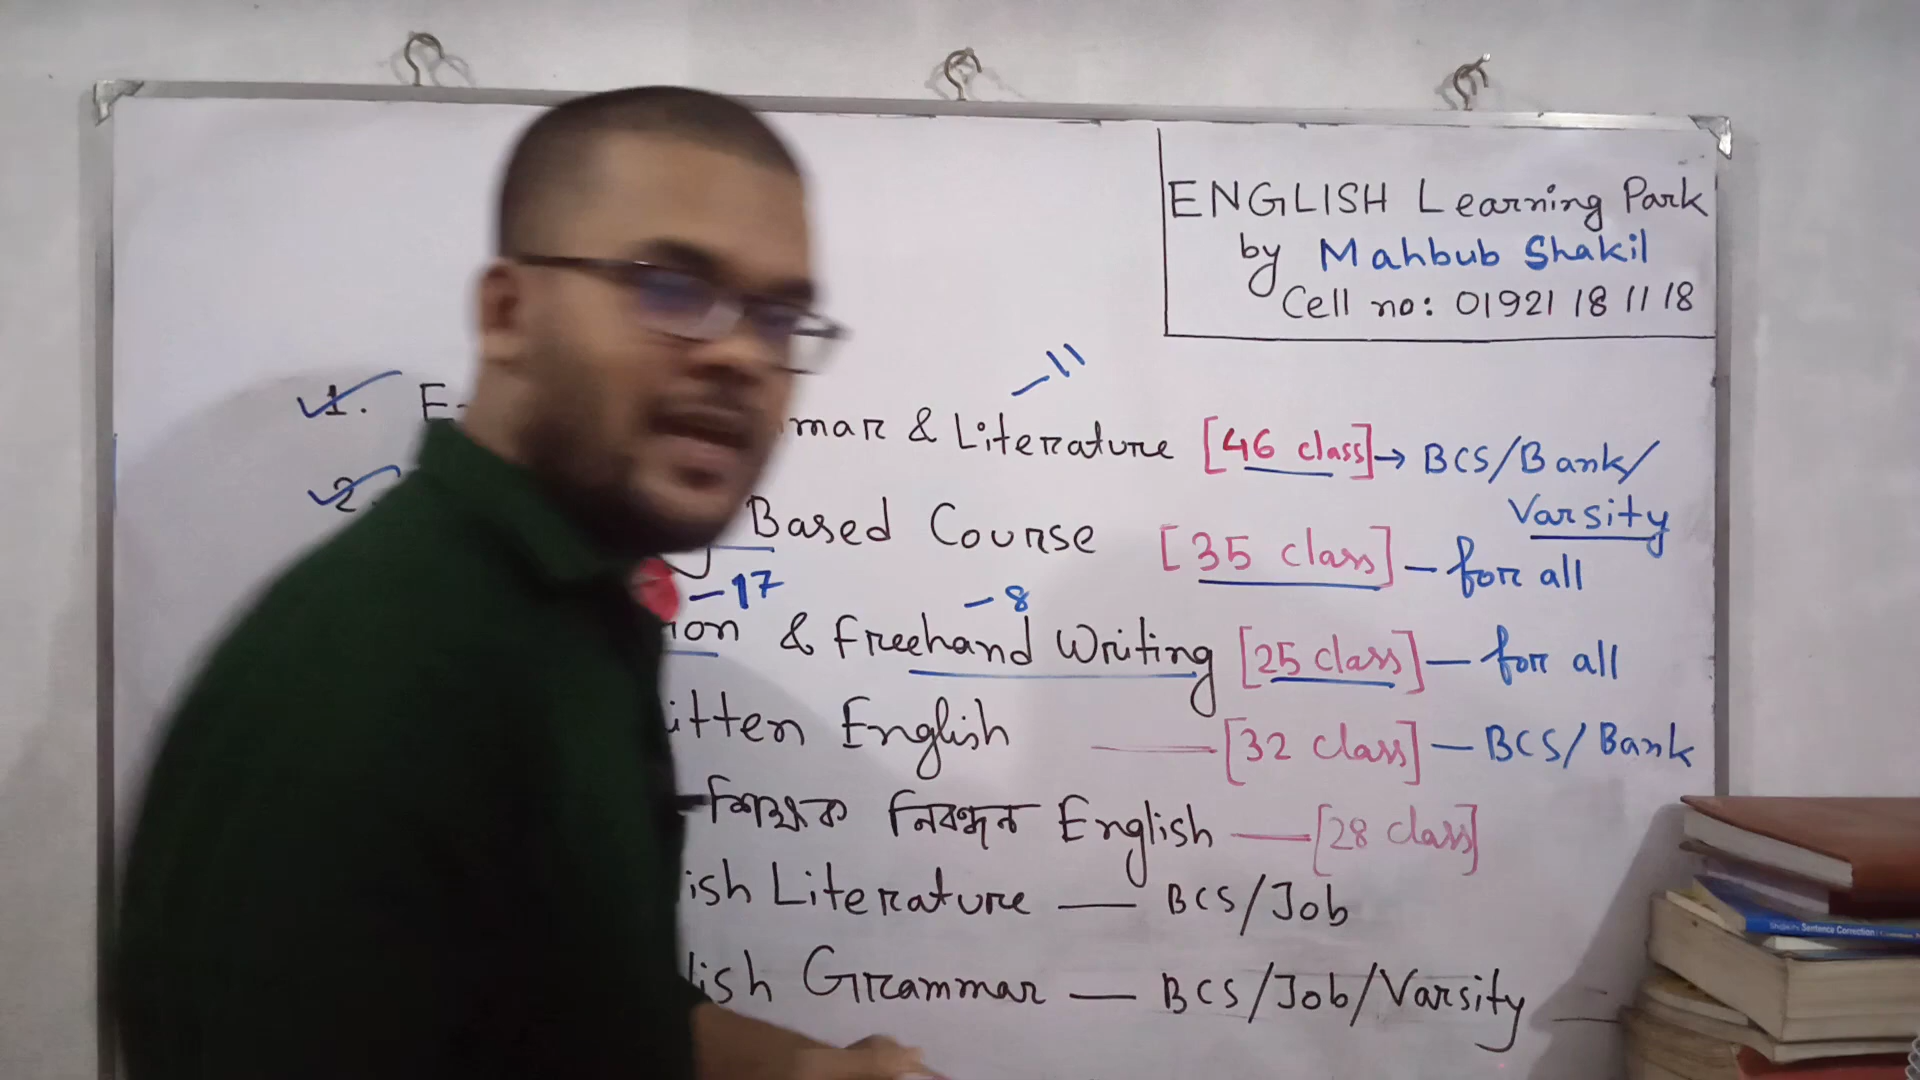 ENGLISH Learning Park
by Mahbub Shakil
Cell no: 01921 18 11 18
1. mar & Literature - 11 [46 class] → BCS/Bank/
Varsity
2. Based Course [35 class] - for all
- 17 - 8
ion & freehand Writing [25 class] - for all
itten English — [32 class] - BCS/Bank
শিক্ষক নিবন্ধন English — [28 class]
ish Literature — BCS/Job
lish Grammar — BCS/Job/Varsity
Sentence Correction